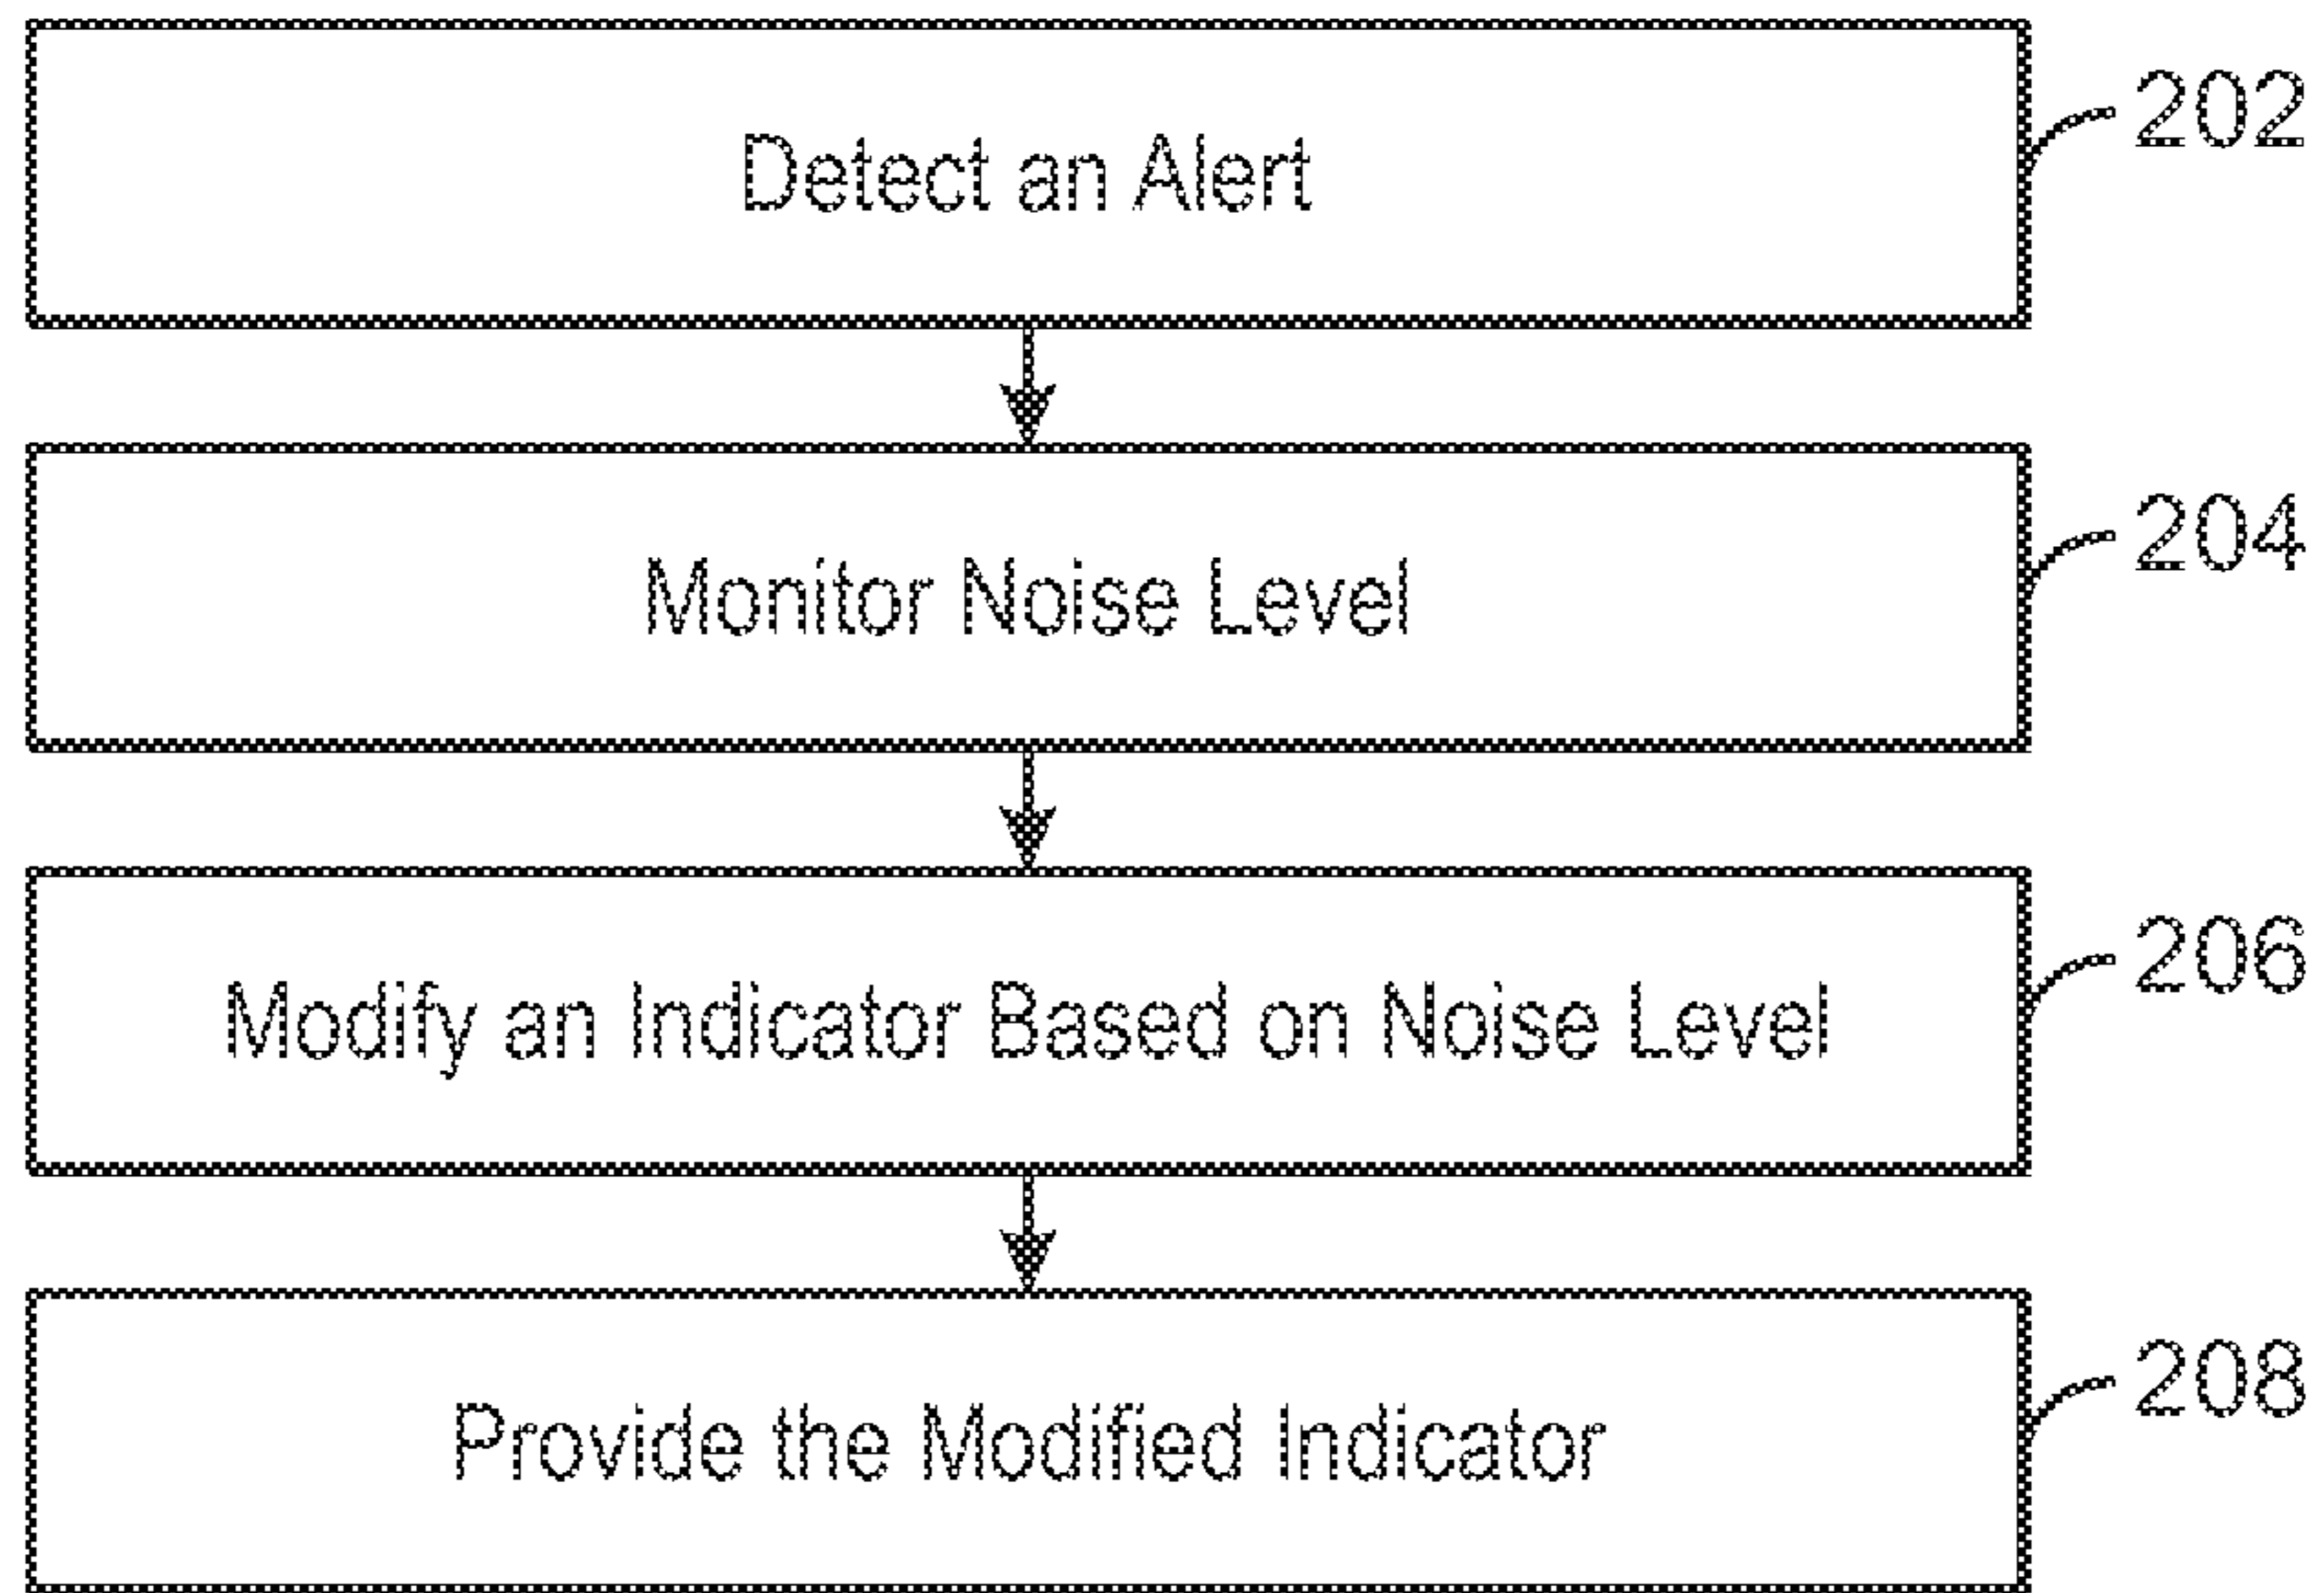 Detect an Alert
202
Monitor Noise Level
204
Modify an Indicator Based on Noise Level
206
Provide the Modified Indicator
208